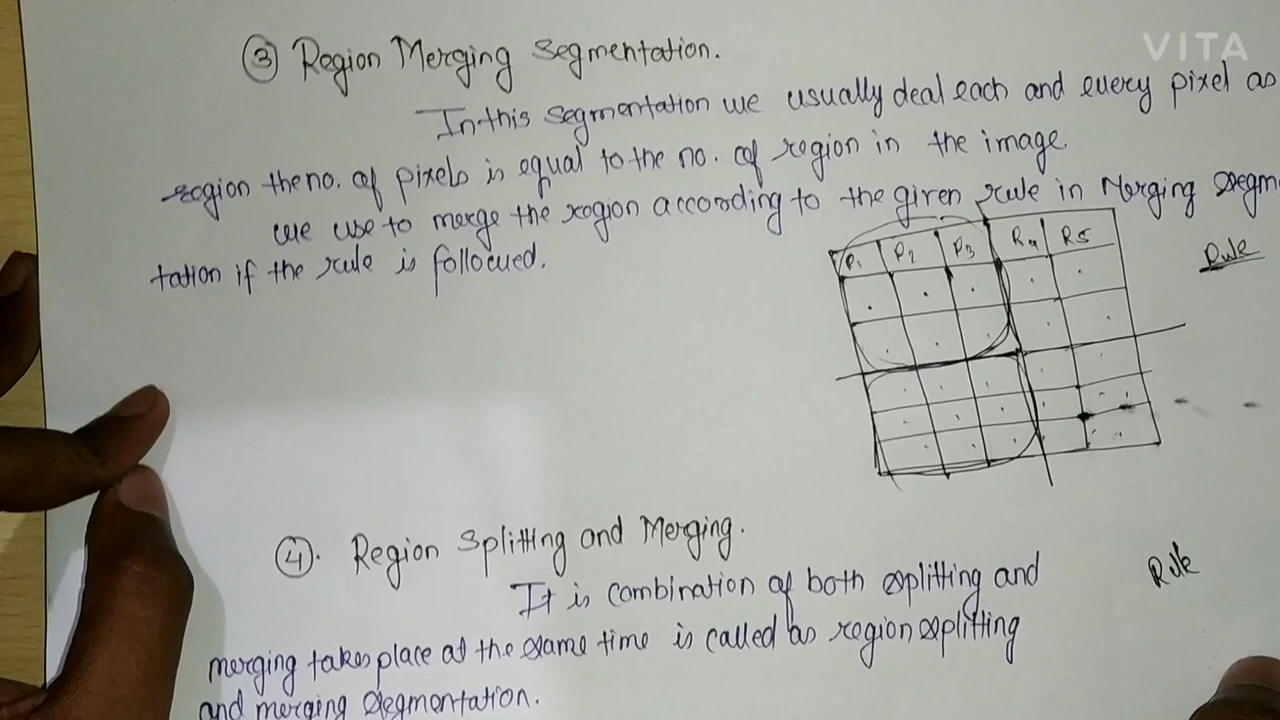 VITA
③ Region Merging Segmentation.
In this segmentation we usually deal each and every pixel as
region the no. of pixels is equal to the no. of region in the image.
we use to merge the region according to the given rule in Merging Segm
tation if the rule is followed.
R₁ R₂ R₃ R₄ R5
Rule
④. Region Splitting and Merging.
It is combination of both splitting and
Rule
merging takes place at the same time is called as region splitting
and merging segmentation.